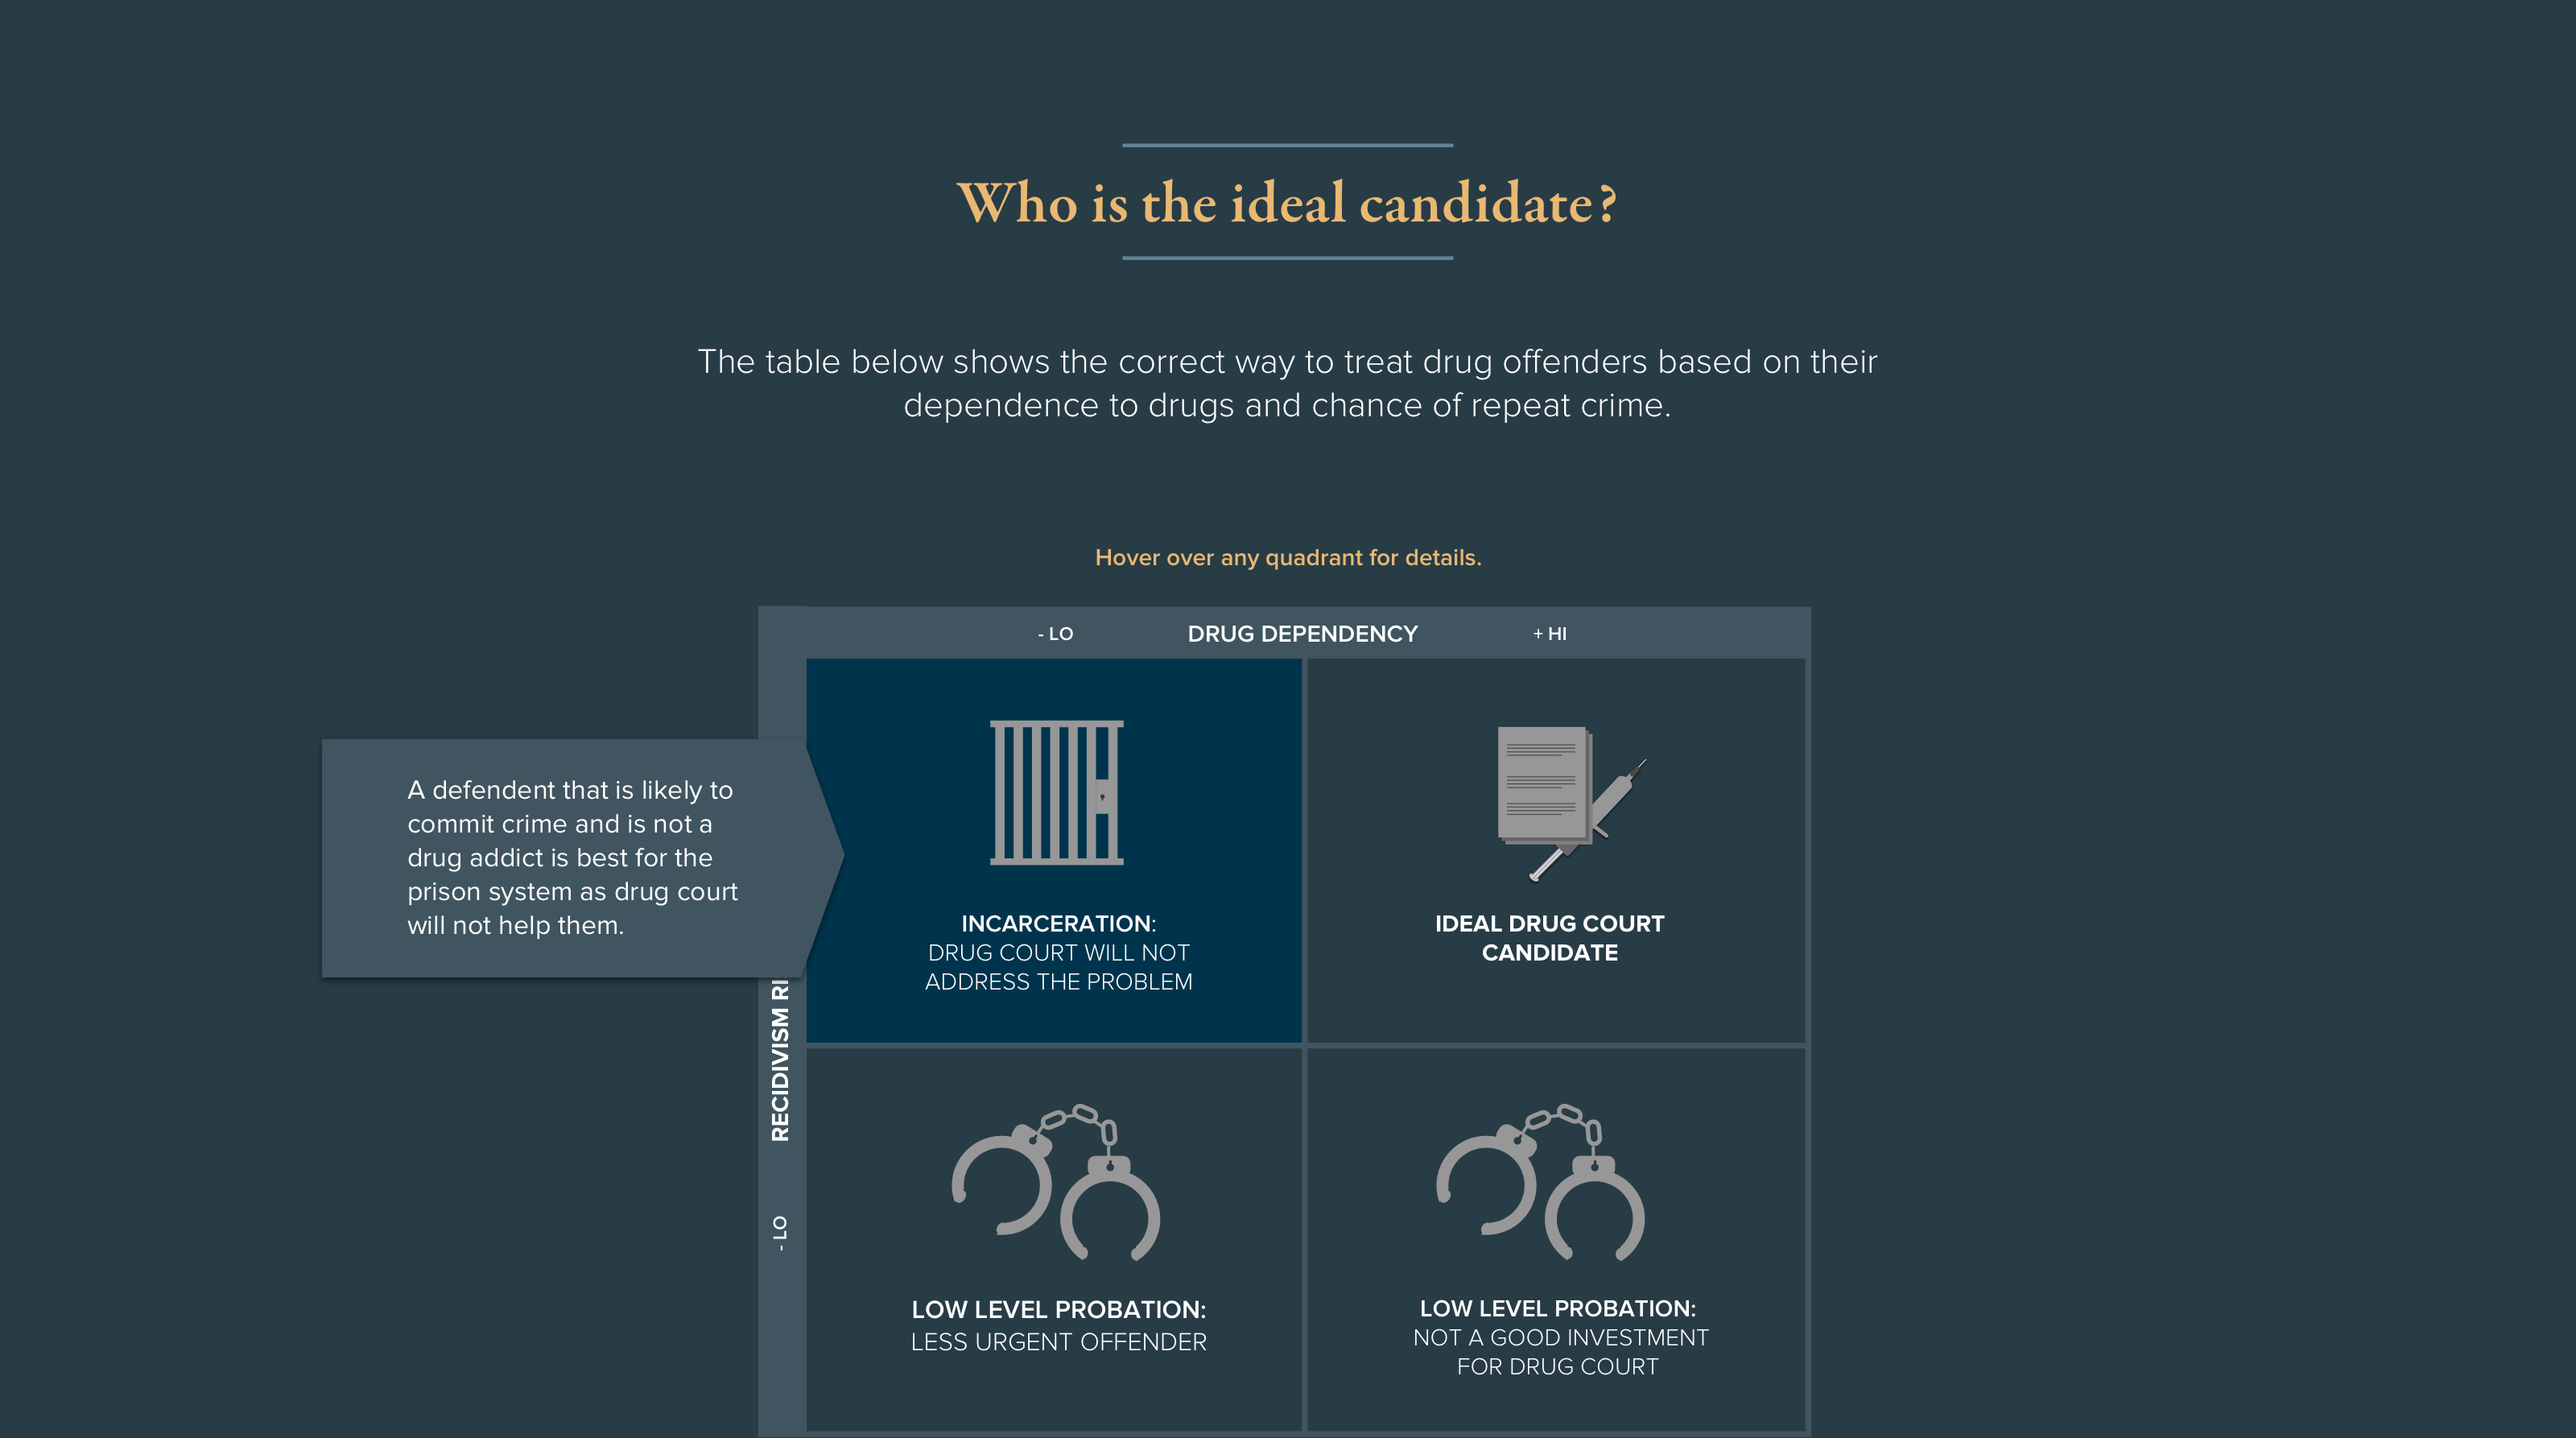 Who is the ideal candidate?
The table below shows the correct way to treat drug offenders based on their
dependence to drugs and chance of repeat crime.
Hover over any quadrant for details.
- LO DRUG DEPENDENCY + HI
A defendent that is likely to
commit crime and is not a
drug addict is best for the
prison system as drug court
will not help them.
RECIDIVISM
- LO
INCARCERATION:
DRUG COURT WILL NOT
ADDRESS THE PROBLEM
IDEAL DRUG COURT
CANDIDATE
LOW LEVEL PROBATION:
LESS URGENT OFFENDER
LOW LEVEL PROBATION:
NOT A GOOD INVESTMENT
FOR DRUG COURT